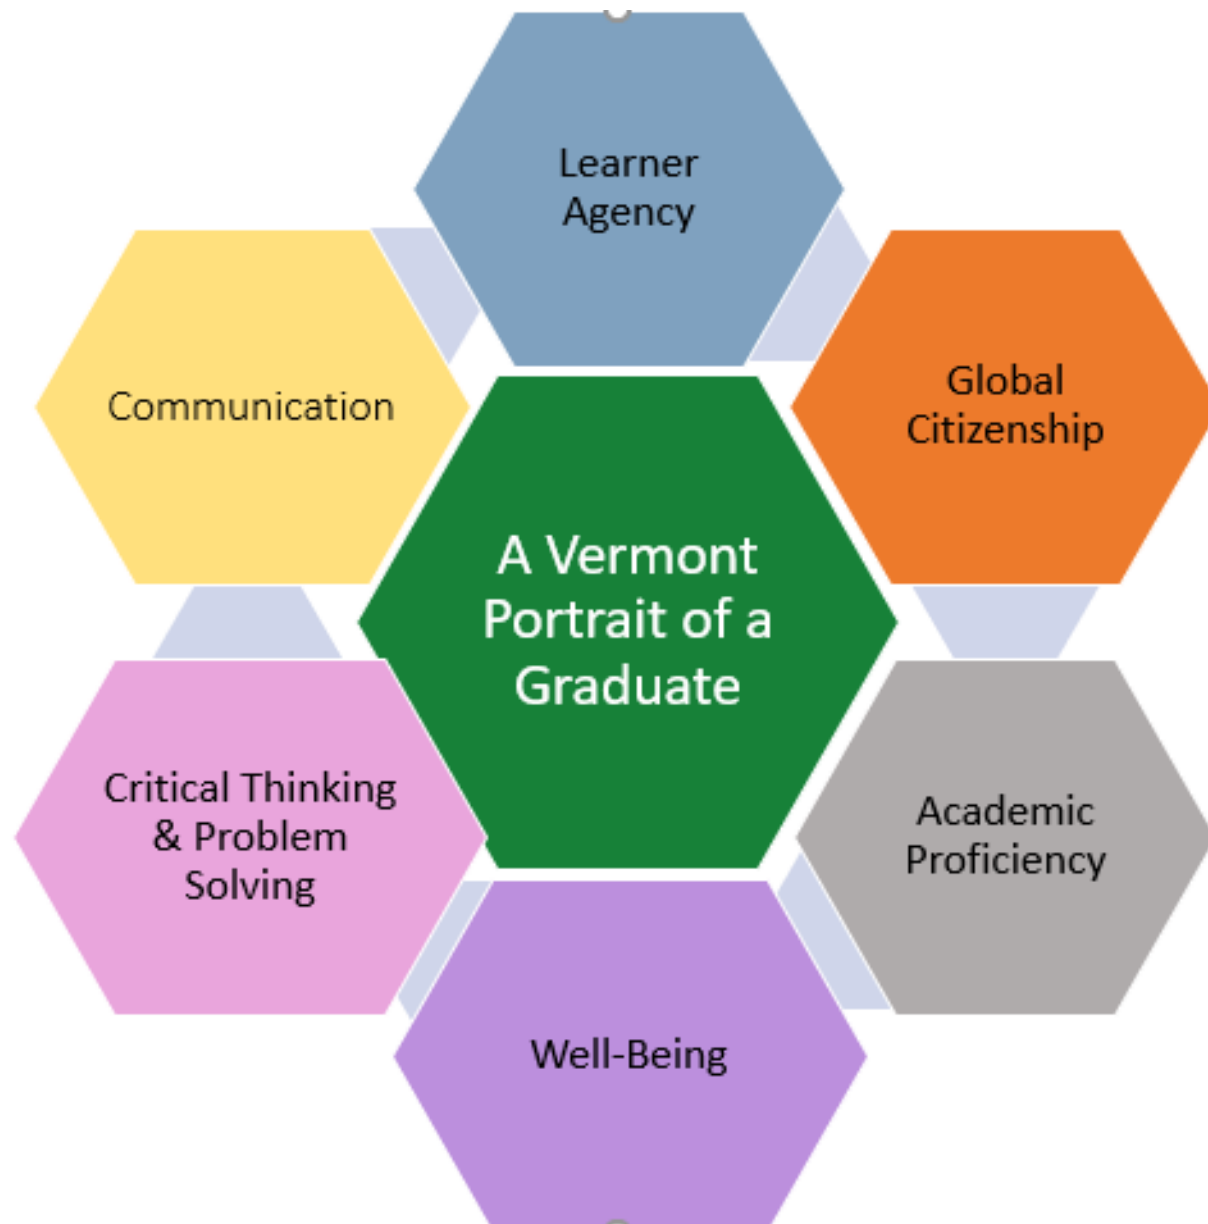 Learner
Agency
Global
Citizenship
Communication
A Vermont
Portrait of a
Graduate
Critical Thinking
& Problem
Solving
Academic
Proficiency
Well-Being